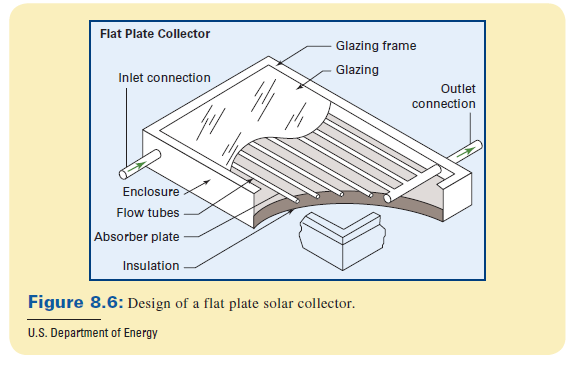 Flat Plate Collector
Glazing frame
Glazing
Inlet connection
Outlet
connection
Enclosure
Flow tubes
Absorber plate
Insulation
Figure 8.6: Design of a flat plate solar collector.
U.S. Department of Energy